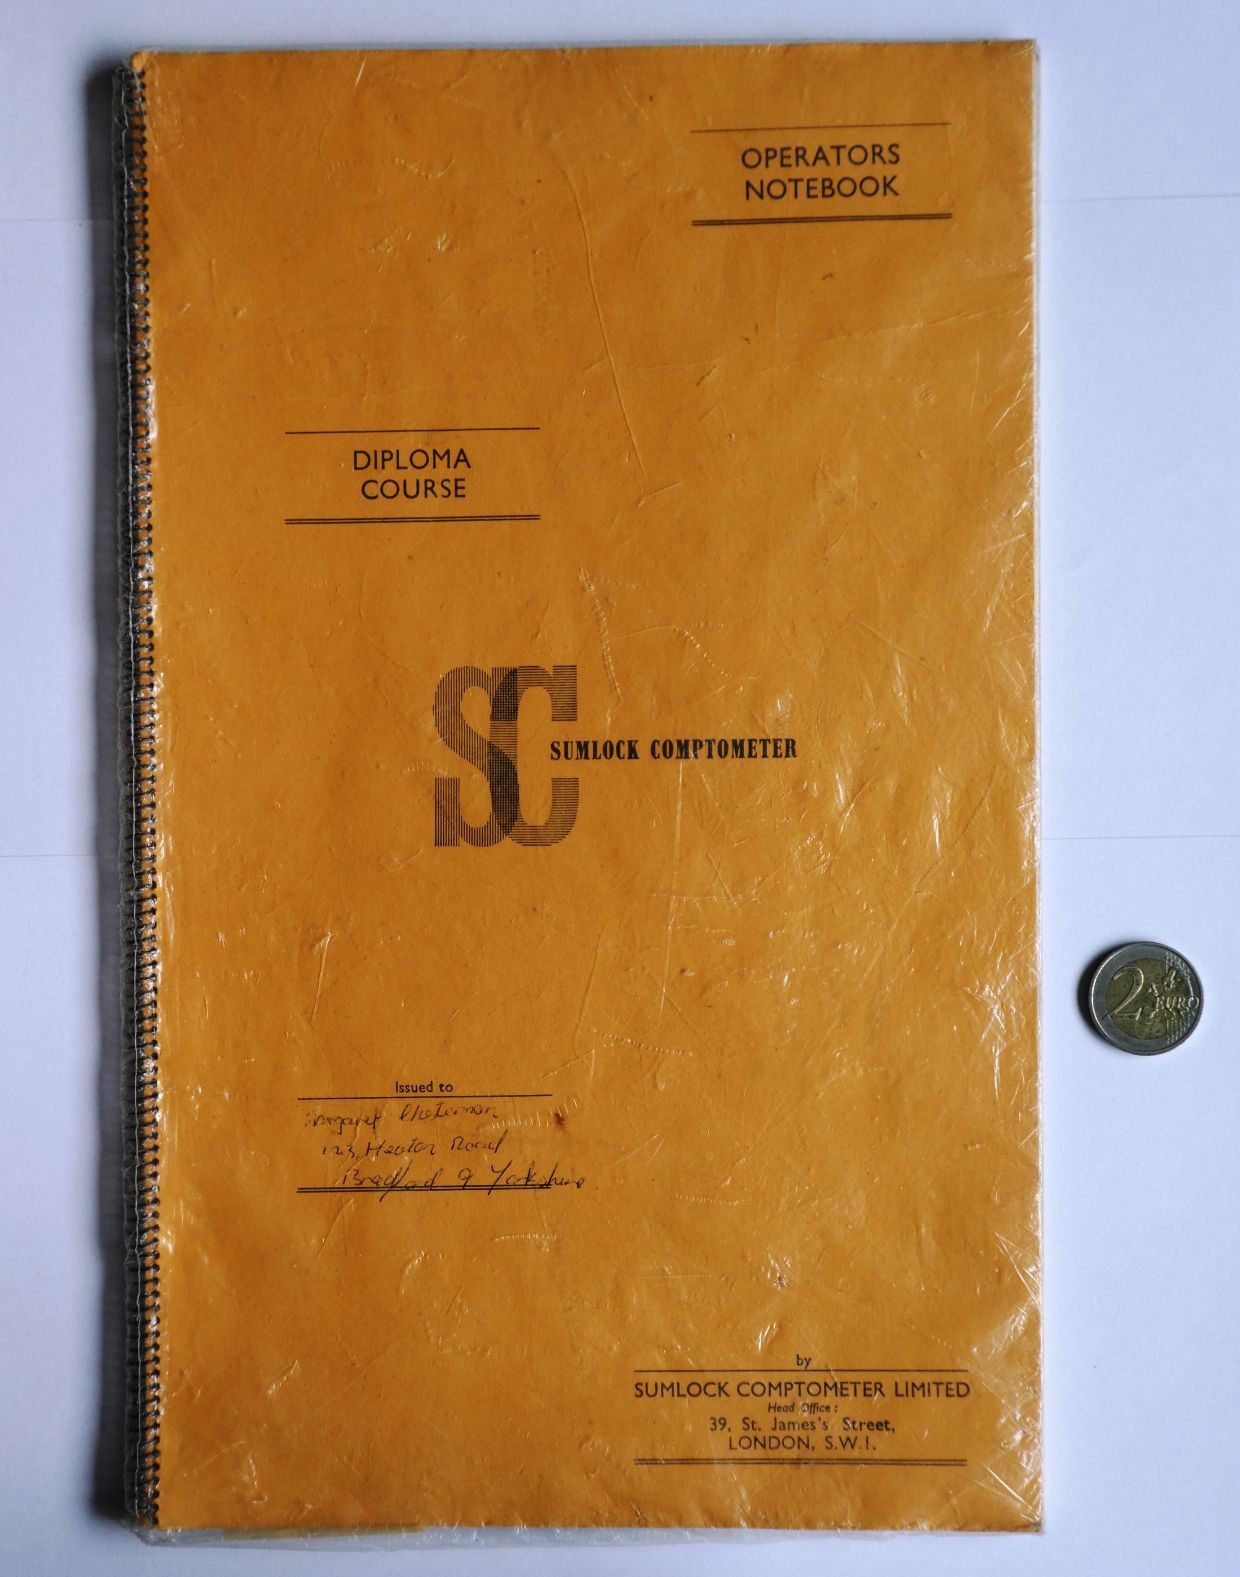 OPERATORS
NOTEBOOK
DIPLOMA
COURSE
SC
SUMLOCK COMPTOMETER
Issued to
Margaret
123, Heaton Road
Bradford 9 Yorkshire
by
SUMLOCK COMPTOMETER LIMITED
Head Office :
39, St. James's Street,
LONDON, S.W.1.
2 EURO